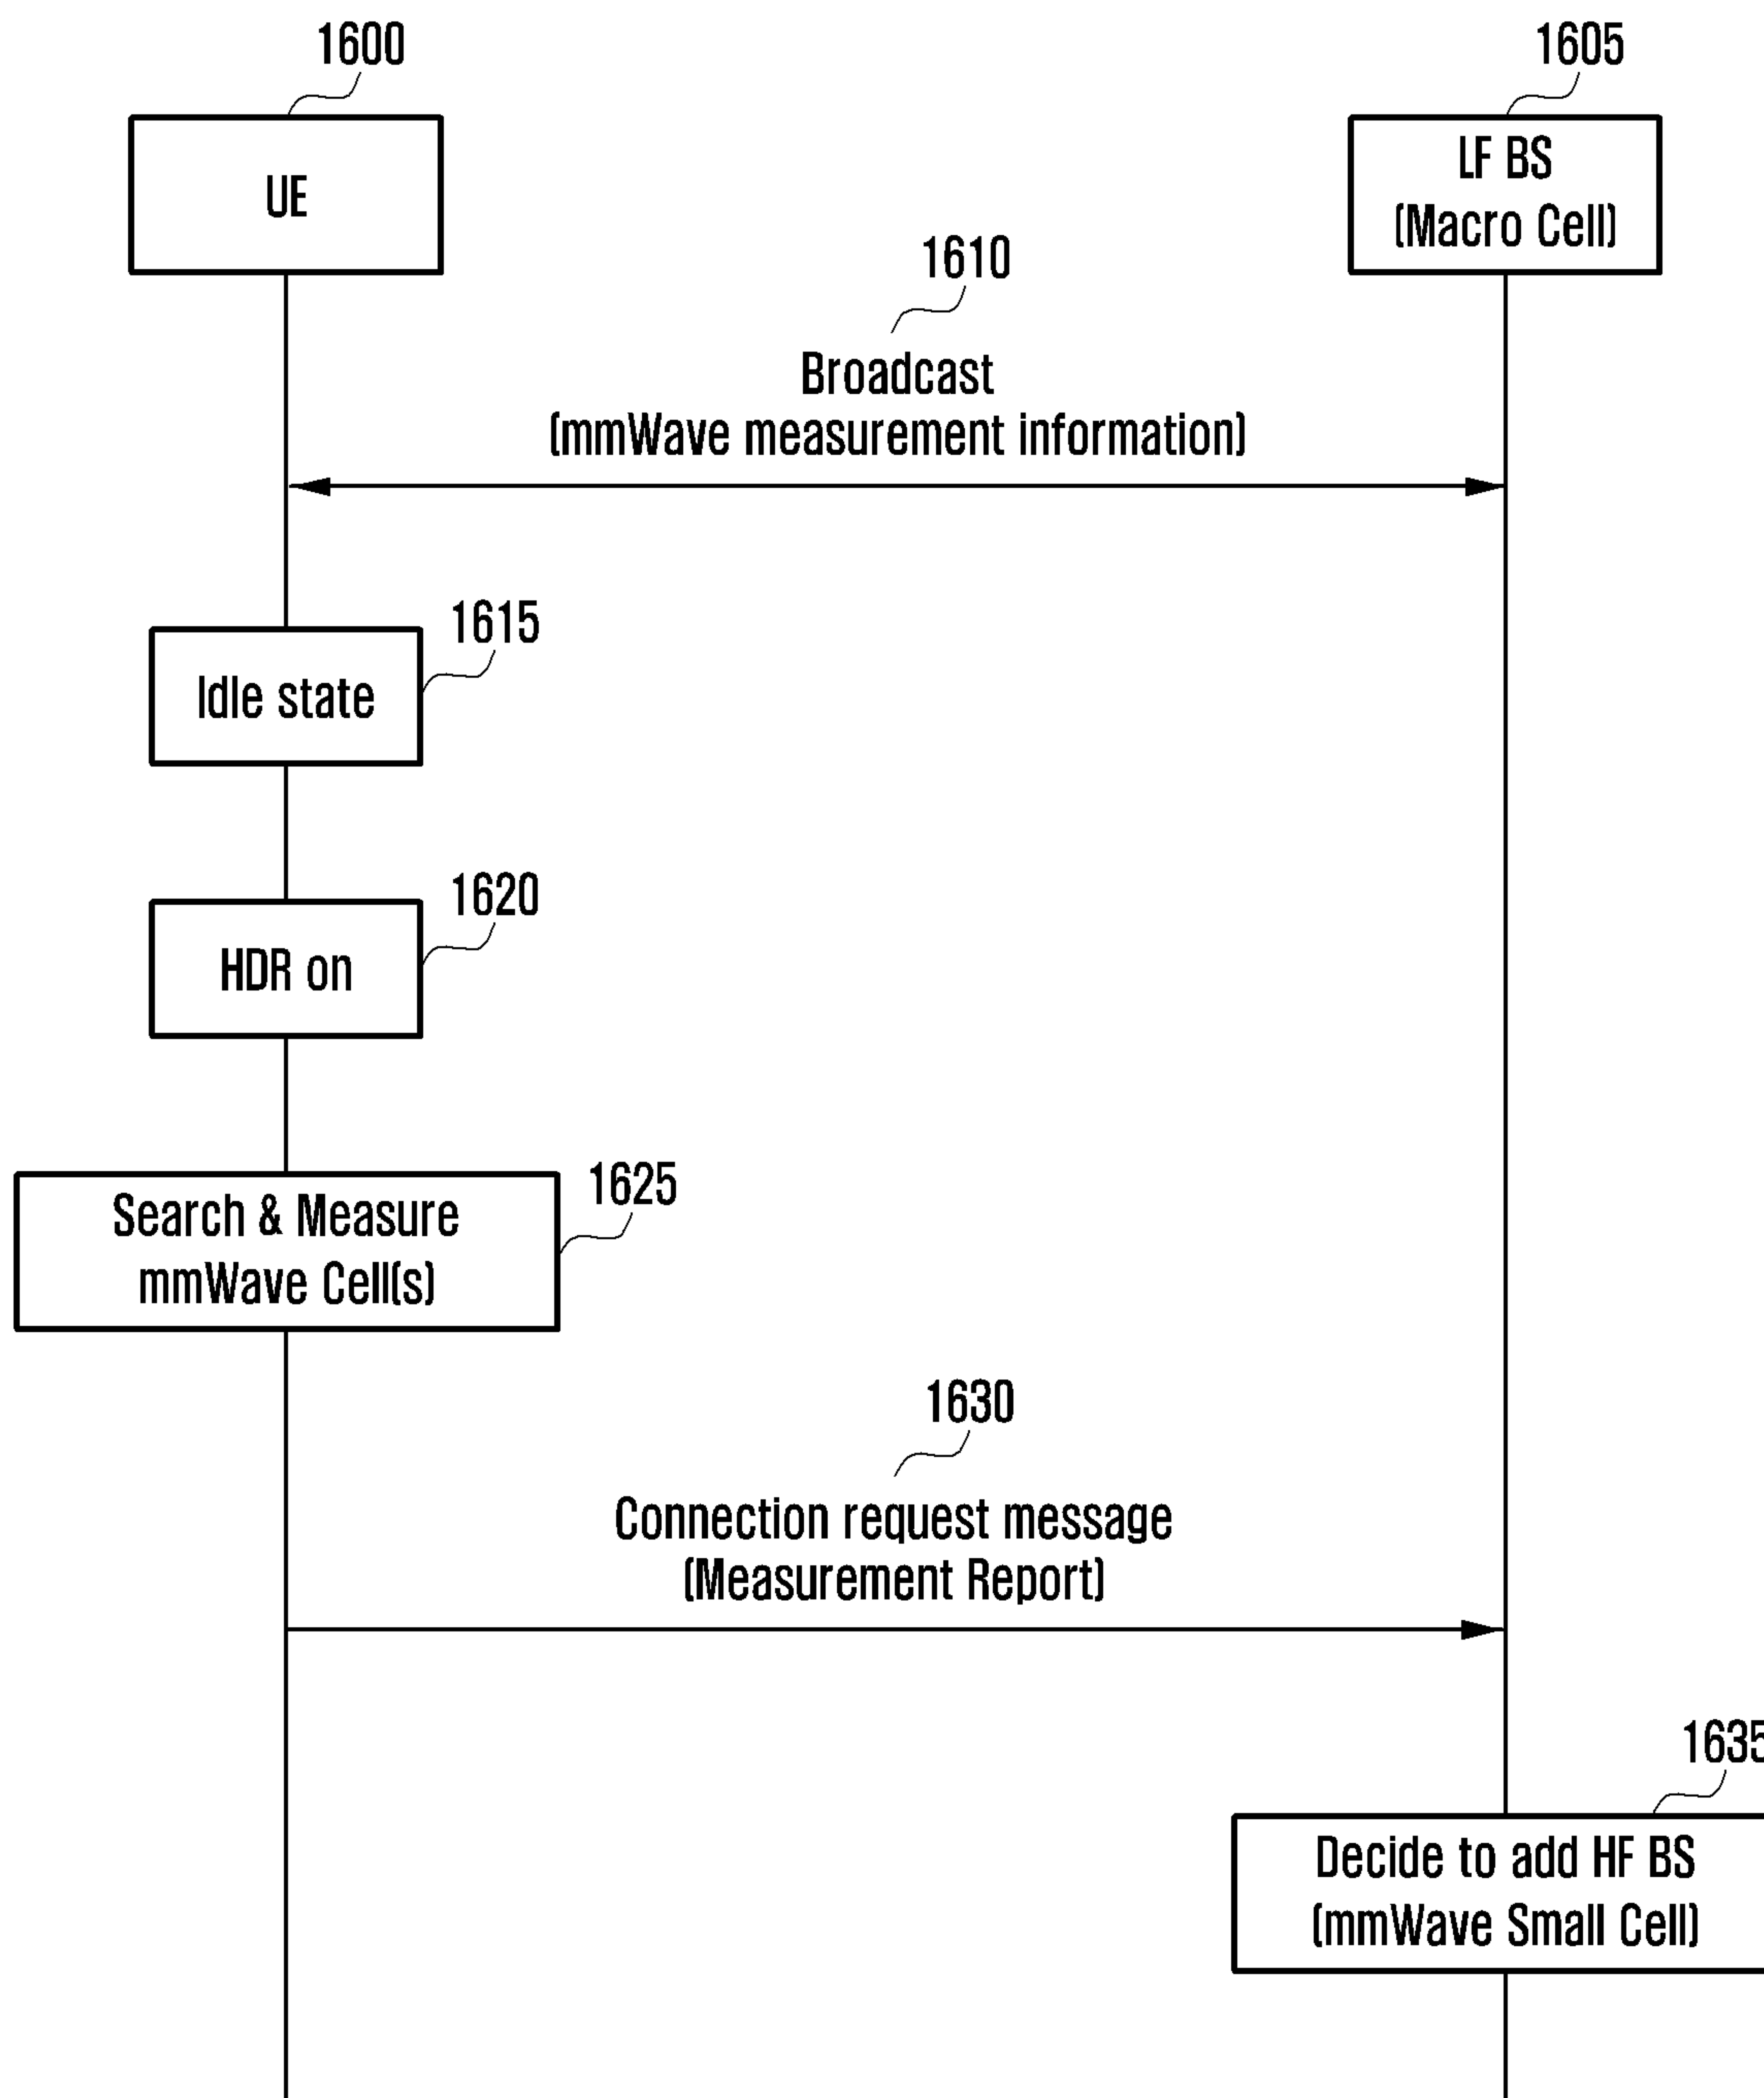 1600
1605
UE
LF BS
(Macro Cell)
1610
Broadcast
(mmWave measurement information)
1615
Idle state
1620
HDR on
1625
Search & Measure
mmWave Cell(s)
1630
Connection request message
(Measurement Report)
1635
Decide to add HF BS
(mmWave Small Cell)